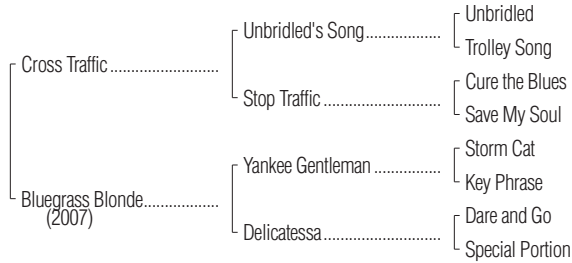 Unbridled
Unbridled's Song..................
Trolley Song
Cross Traffic ..........................
Cure the Blues
Stop Traffic ............................
Save My Soul
Storm Cat
Yankee Gentleman ................
Key Phrase
Bluegrass Blonde..................
(2007)
Dare and Go
Delicatessa............................
Special Portion